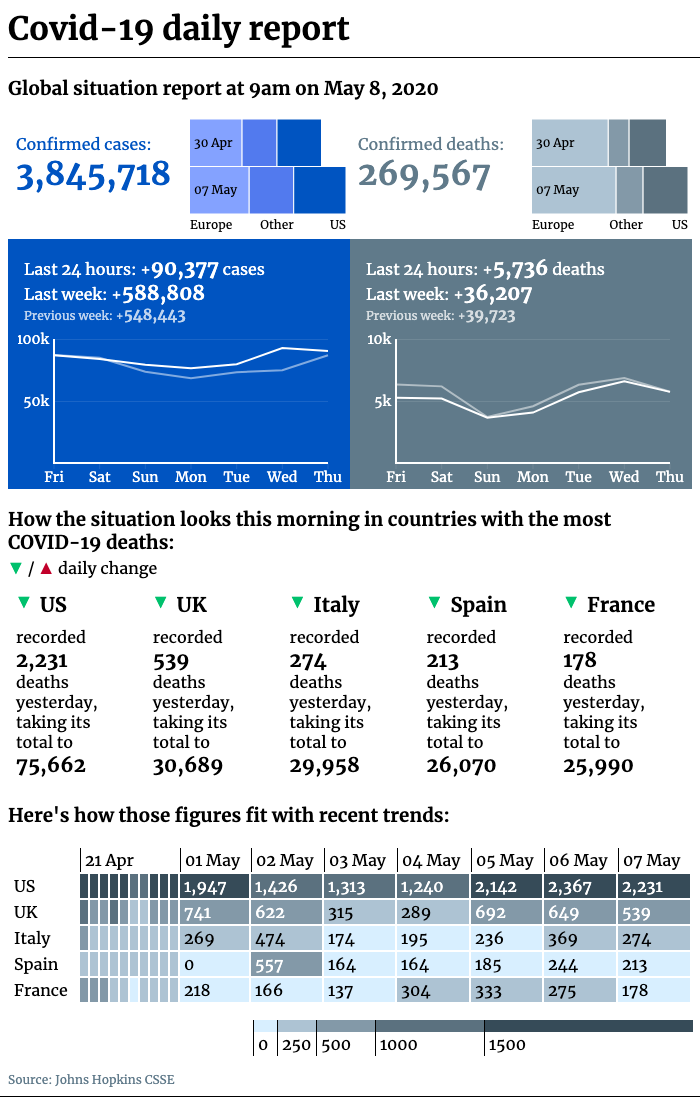 Covid-19 daily report
Global situation report at 9am on May 8, 2020
Confirmed cases:
3,845,718
30 Apr
07 May
Europe Other US
Confirmed deaths:
269,567
30 Apr
07 May
Europe Other US
Last 24 hours: +90,377 cases
Last week: +588,808
Previous week: +548,443
100k
50k
Fri Sat Sun Mon Tue Wed Thu
Last 24 hours: +5,736 deaths
Last week: +36,207
Previous week: +39,723
10k
5k
Fri Sat Sun Mon Tue Wed Thu
How the situation looks this morning in countries with the most
COVID-19 deaths:
▼ / ▲ daily change
▼ US
recorded
2,231
deaths
yesterday,
taking its
total to
75,662
▼ UK
recorded
539
deaths
yesterday,
taking its
total to
30,689
▼ Italy
recorded
274
deaths
yesterday,
taking its
total to
29,958
▼ Spain
recorded
213
deaths
yesterday,
taking its
total to
26,070
▼ France
recorded
178
deaths
yesterday,
taking its
total to
25,990
Here's how those figures fit with recent trends:
21 Apr 01 May 02 May 03 May 04 May 05 May 06 May 07 May
US 1,947 1,426 1,313 1,240 2,142 2,367 2,231
UK 741 622 315 289 692 649 539
Italy 269 474 174 195 236 369 274
Spain 0 557 164 164 185 244 213
France 218 166 137 304 333 275 178
0 250 500 1000 1500
Source: Johns Hopkins CSSE